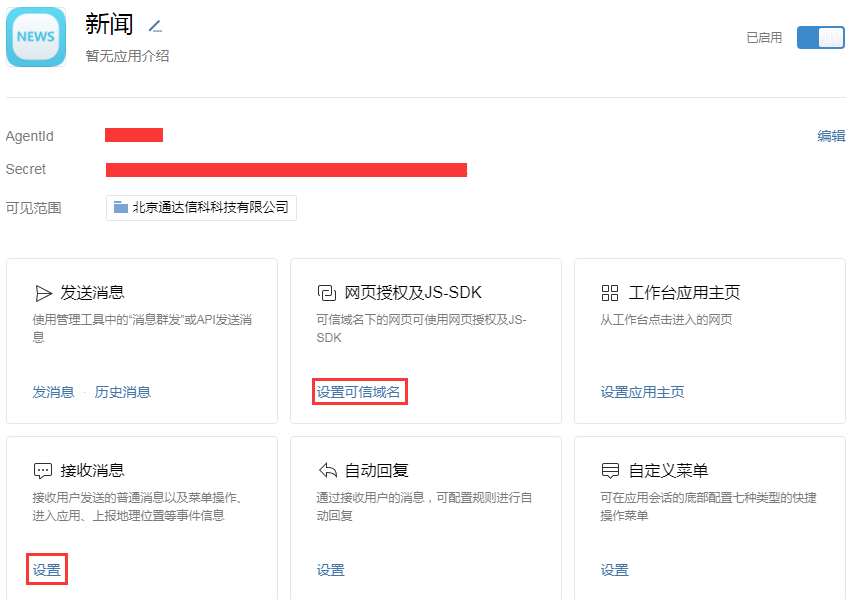 NEWS
新闻
暂无应用介绍
已启用
AgentId
编辑
Secret
可见范围
北京通达信科科技有限公司
发送消息
使用管理工具中的“消息群发”或API发送消
息
发消息 · 历史消息
网页授权及JS-SDK
可信域名下的网页可使用网页授权及JS-
SDK
设置可信域名
工作台应用主页
从工作台点击进入的网页
设置应用主页
接收消息
接收用户发送的普通消息以及菜单操作、
进入应用、上报地理位置等事件信息
设置
自动回复
通过接收用户的消息，可配置规则进行自
动回复
设置
自定义菜单
可在应用会话的底部配置七种类型的快捷
操作菜单
设置